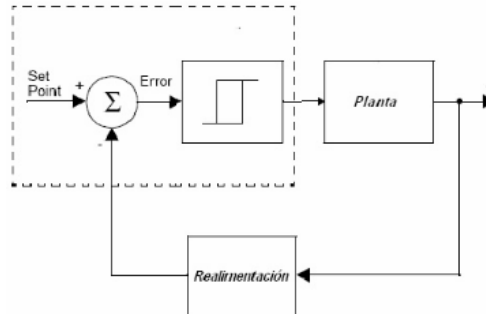 Set
Point
+
Error
Σ
-
Planta
Realimentación